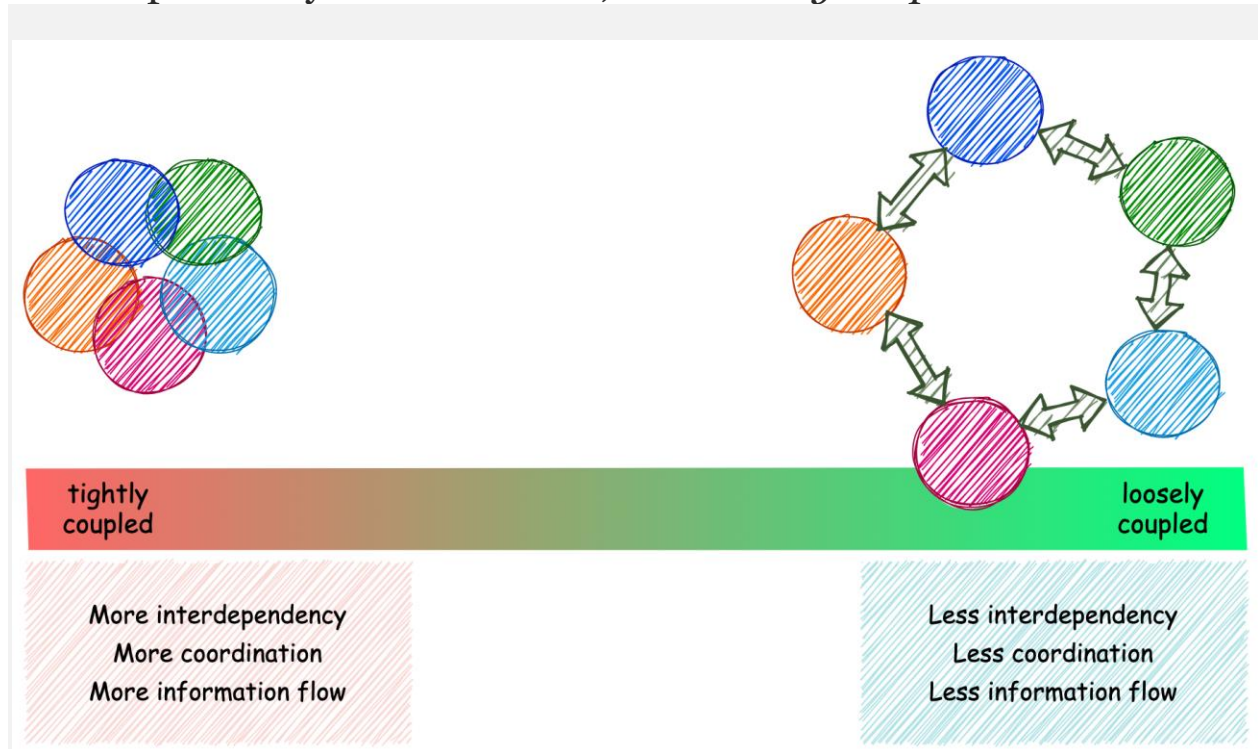 tightly
coupled
loosely
coupled
More interdependency
More coordination
More information flow
Less interdependency
Less coordination
Less information flow